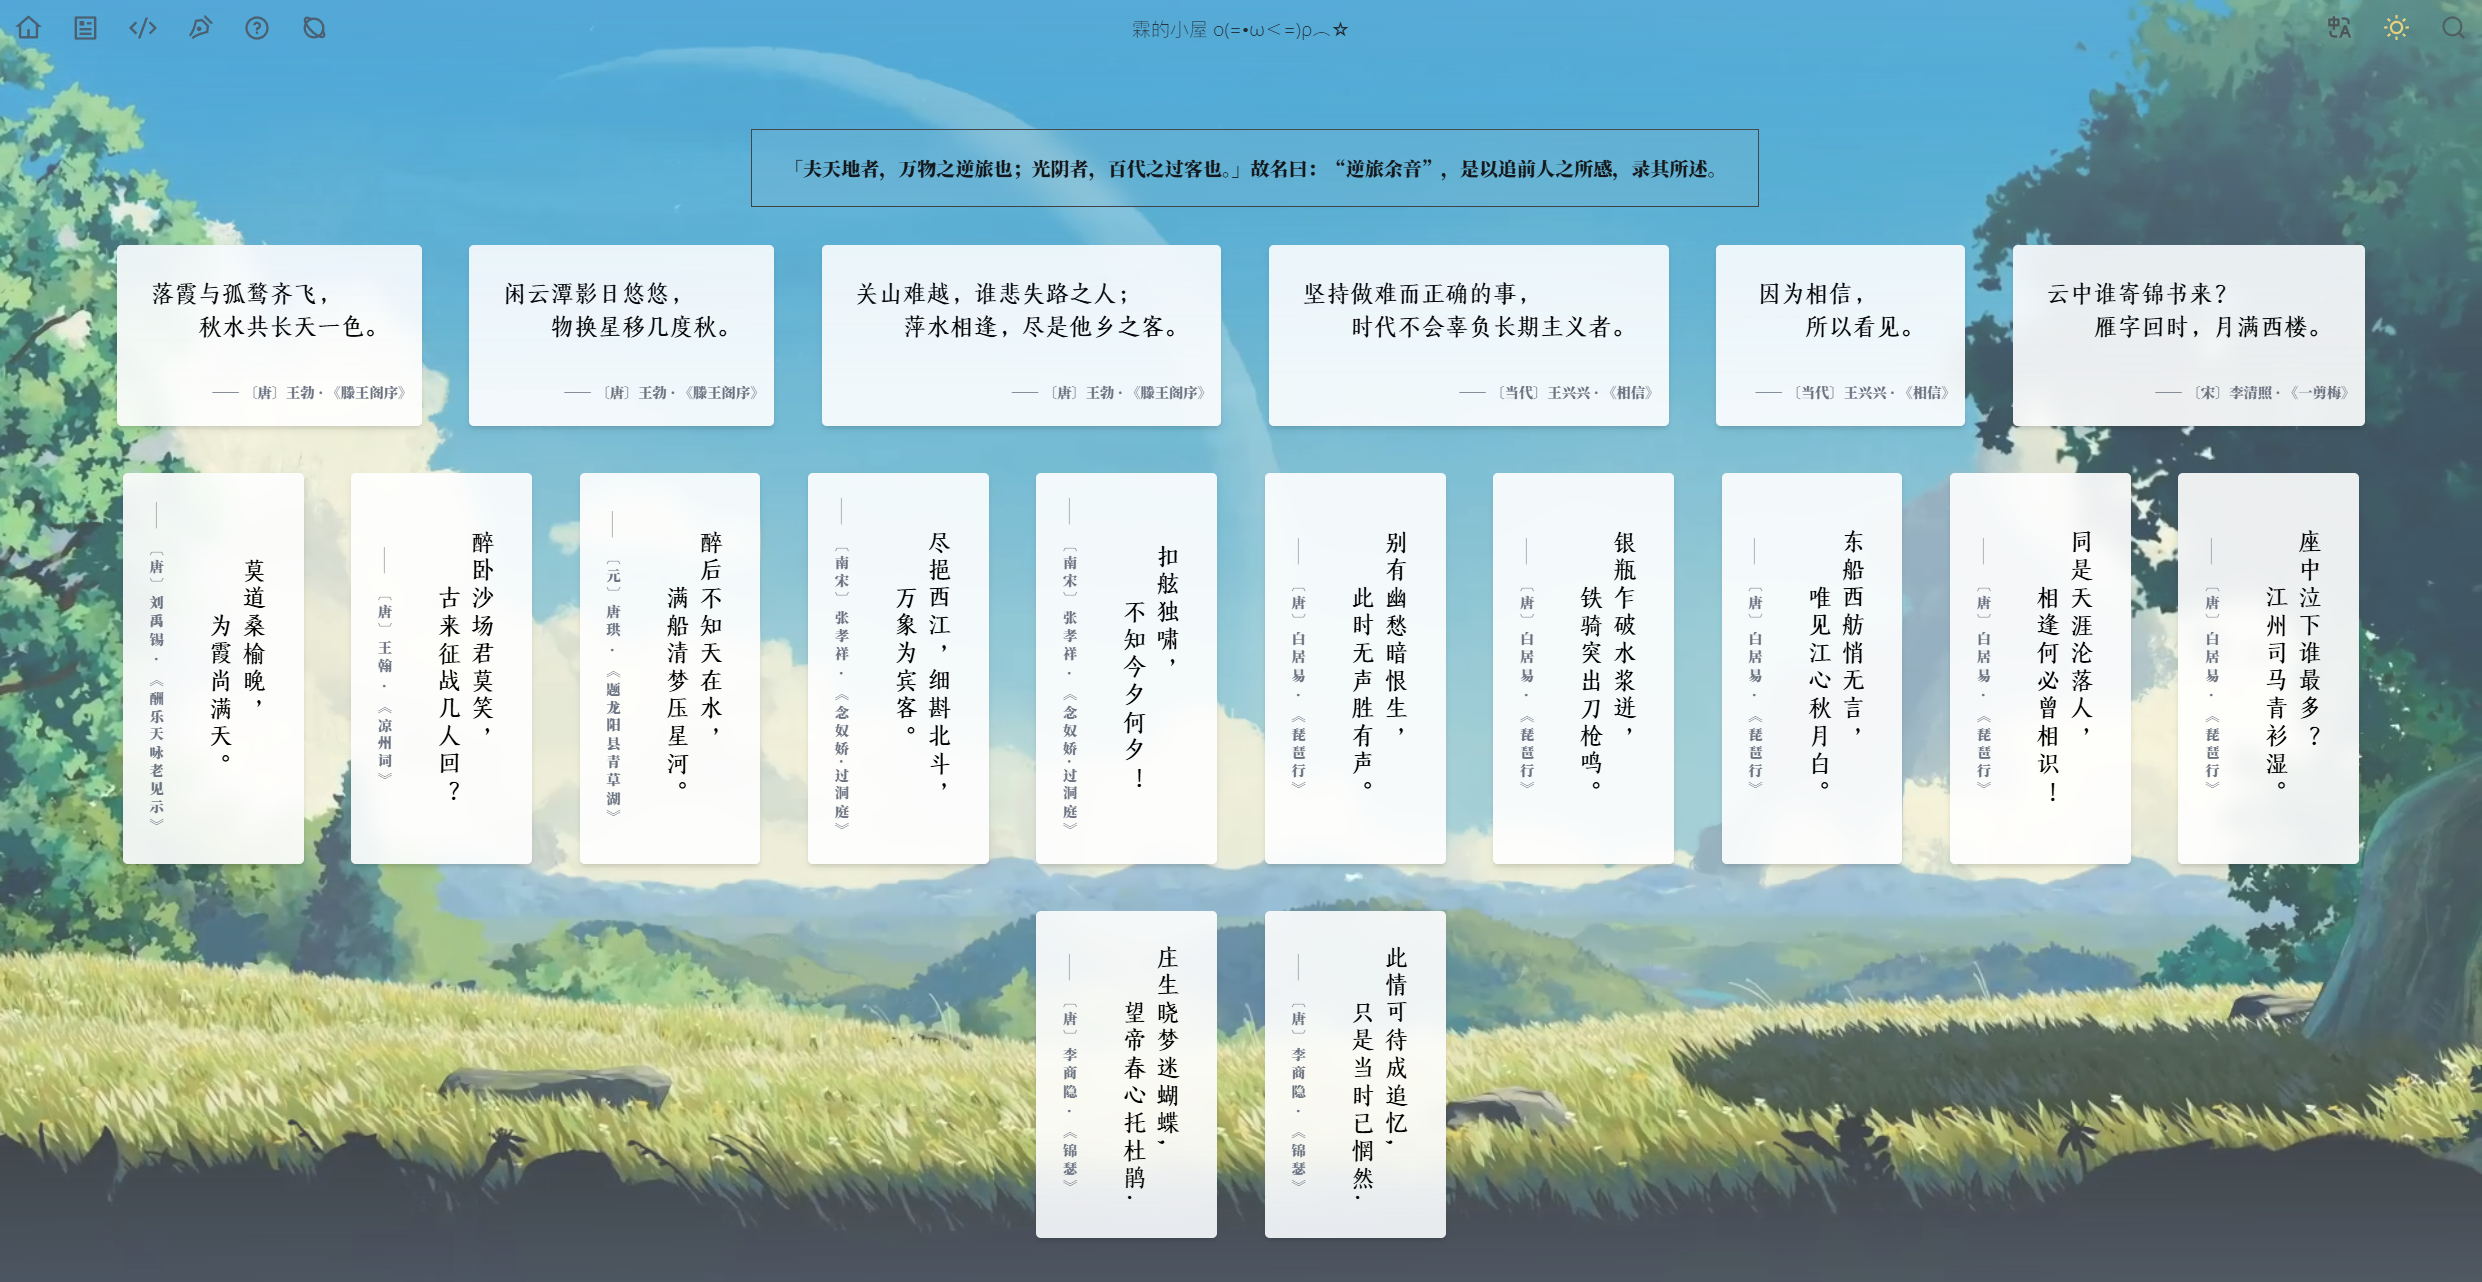 霖的小屋 o(=•ω＜=)ρ⌒☆
「夫天地者，万物之逆旅也；光阴者，百代之过客也。」故名曰：“逆旅余音”，是以追前人之所感，录其所述。
落霞与孤鹜齐飞，
秋水共长天一色。
—— 〔唐〕王勃 · 《滕王阁序》
闲云潭影日悠悠，
物换星移几度秋。
—— 〔唐〕王勃 · 《滕王阁序》
关山难越，谁悲失路之人；
萍水相逢，尽是他乡之客。
—— 〔唐〕王勃 · 《滕王阁序》
坚持做难而正确的事，
时代不会辜负长期主义者。
—— 〔当代〕王兴兴 · 《相信》
因为相信，
所以看见。
—— 〔当代〕王兴兴 · 《相信》
云中谁寄锦书来？
雁字回时，月满西楼。
—— 〔宋〕李清照 · 《一剪梅》
莫道桑榆晚，
为霞尚满天。
—— 〔唐〕刘禹锡 · 《酬乐天咏老见示》
醉卧沙场君莫笑，
古来征战几人回？
—— 〔唐〕王翰 · 《凉州词》
醉后不知天在水，
满船清梦压星河。
—— 〔元〕唐珙 · 《题龙阳县青草湖》
尽挹西江，细斟北斗，
万象为宾客。
—— 〔南宋〕张孝祥 · 《念奴娇·过洞庭》
扣舷独啸，
不知今夕何夕！
—— 〔南宋〕张孝祥 · 《念奴娇·过洞庭》
别有幽愁暗恨生，
此时无声胜有声。
—— 〔唐〕白居易 · 《琵琶行》
银瓶乍破水浆迸，
铁骑突出刀枪鸣。
—— 〔唐〕白居易 · 《琵琶行》
东船西舫悄无言，
唯见江心秋月白。
—— 〔唐〕白居易 · 《琵琶行》
同是天涯沦落人，
相逢何必曾相识！
—— 〔唐〕白居易 · 《琵琶行》
座中泣下谁最多？
江州司马青衫湿。
—— 〔唐〕白居易 · 《琵琶行》
庄生晓梦迷蝴蝶,
望帝春心托杜鹃.
—— 〔唐〕李商隐 · 《锦瑟》
此情可待成追忆,
只是当时已惘然.
—— 〔唐〕李商隐 · 《锦瑟》